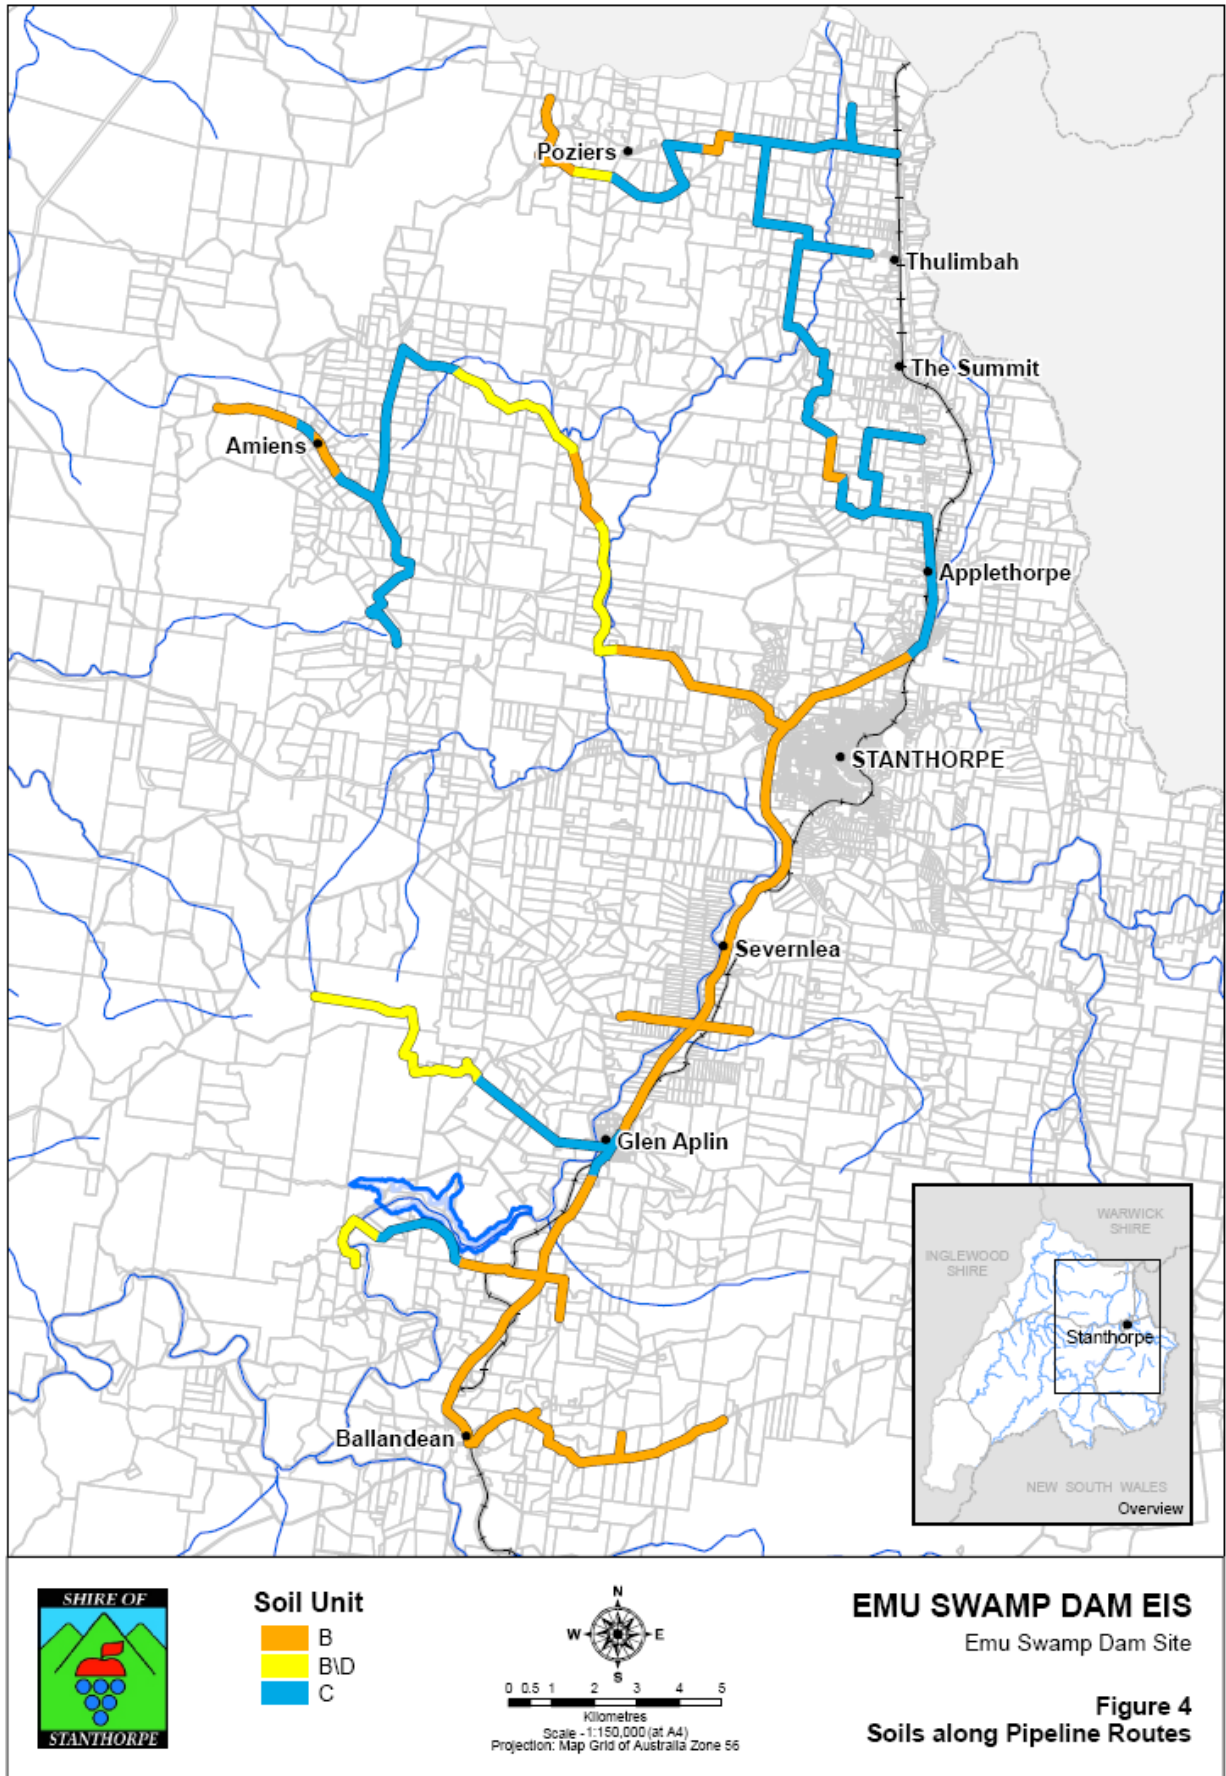 Poziers
Thulimbah
The Summit
Amiens
Applethorpe
STANTHORPE
Severnlea
Glen Aplin
Ballandean
WARWICK
SHIRE
INGLEWOOD
SHIRE
Stanthorpe
NEW SOUTH WALES
Overview
SHIRE OF
STANTHORPE
Soil Unit
B
B\D
C
N
W E
S
0 0.5 1 2 3 4 5
Kilometres
Scale - 1:150,000 (at A4)
Projection: Map Grid of Australia Zone 56
EMU SWAMP DAM EIS
Emu Swamp Dam Site
Figure 4
Soils along Pipeline Routes